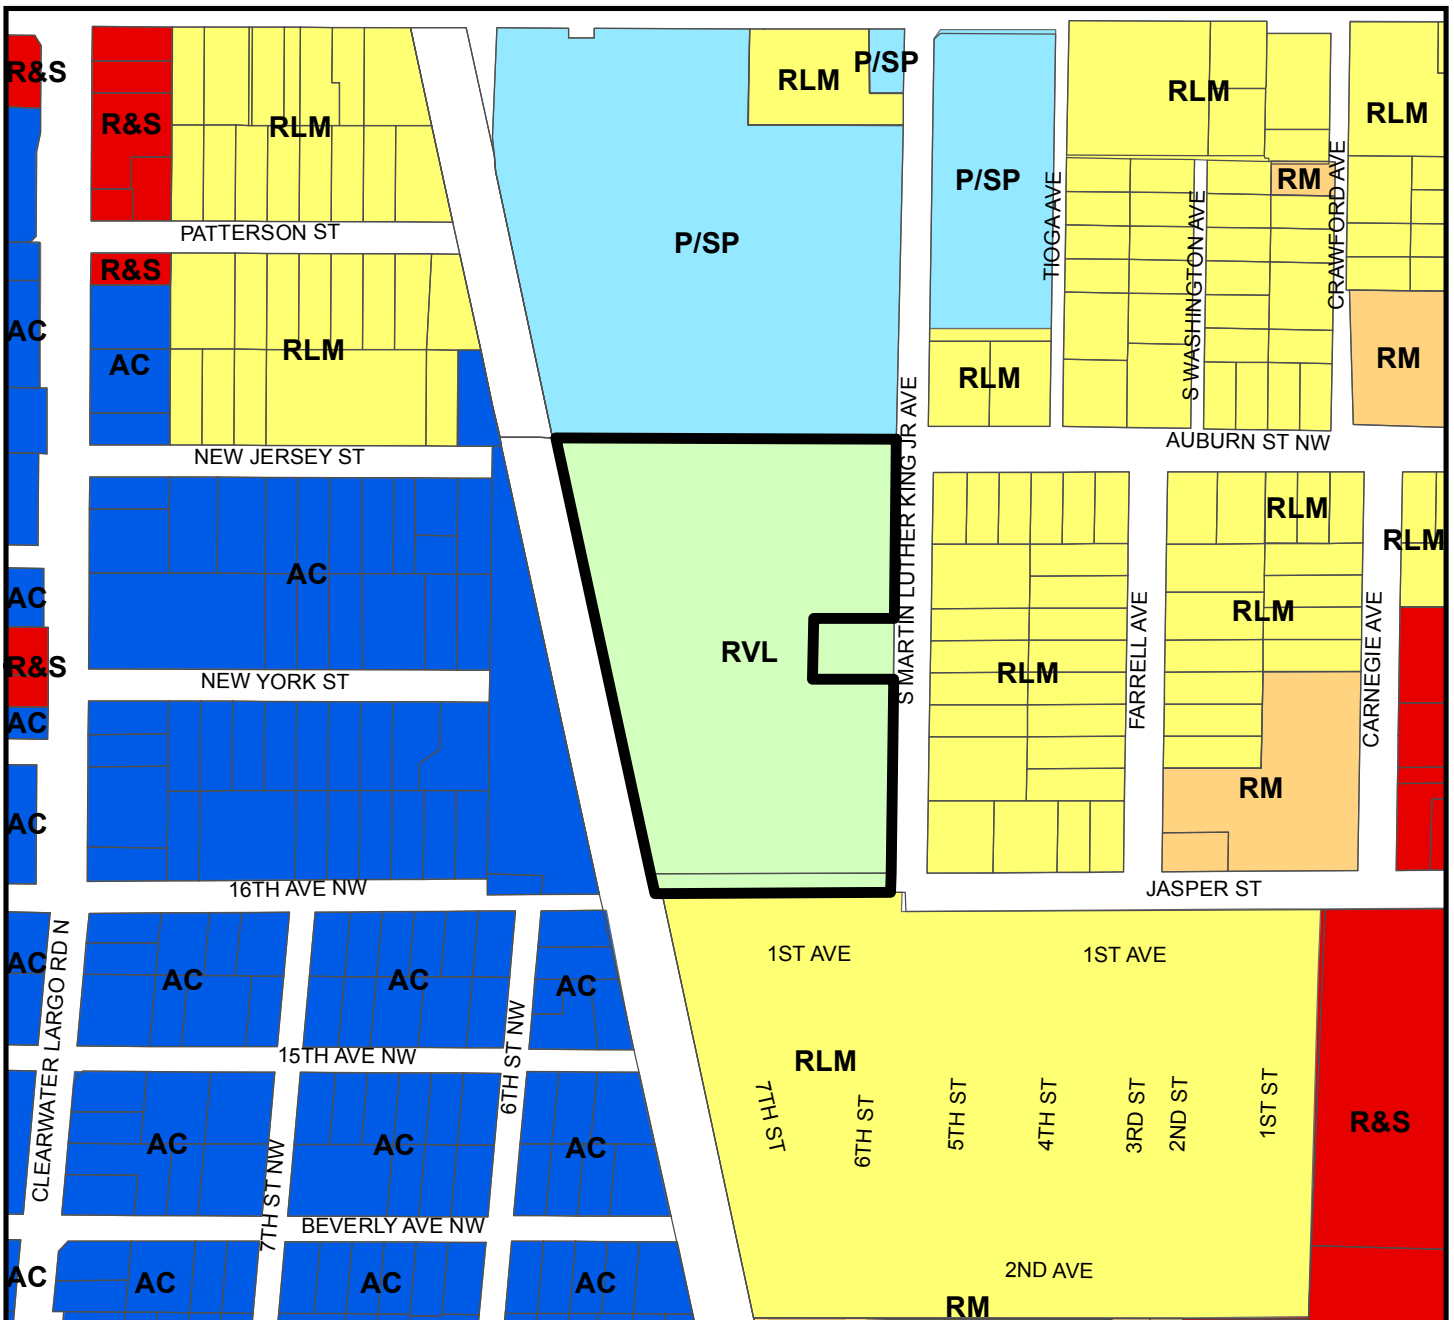 R&S
R&S
RLM
RLM
P/SP
RLM
RLM
P/SP
RM
P/SP
PATTERSON ST
R&S
AC
AC
RLM
RLM
RM
TIOGA AVE
S WASHINGTON AVE
CRAWFORD AVE
S MARTIN LUTHER KING JR AVE
AUBURN ST NW
NEW JERSEY ST
AC
RLM
RLM
AC
RLM
R&S
RVL
RLM
FARRELL AVE
CARNEGIE AVE
NEW YORK ST
AC
RM
AC
16TH AVE NW
JASPER ST
CLEARWATER LARGO RD N
AC
AC
AC
AC
1ST AVE
1ST AVE
6TH ST NW
15TH AVE NW
RLM
7TH ST
6TH ST
5TH ST
4TH ST
3RD ST
2ND ST
1ST ST
R&S
AC
AC
AC
7TH ST NW
BEVERLY AVE NW
AC
AC
AC
AC
2ND AVE
RM